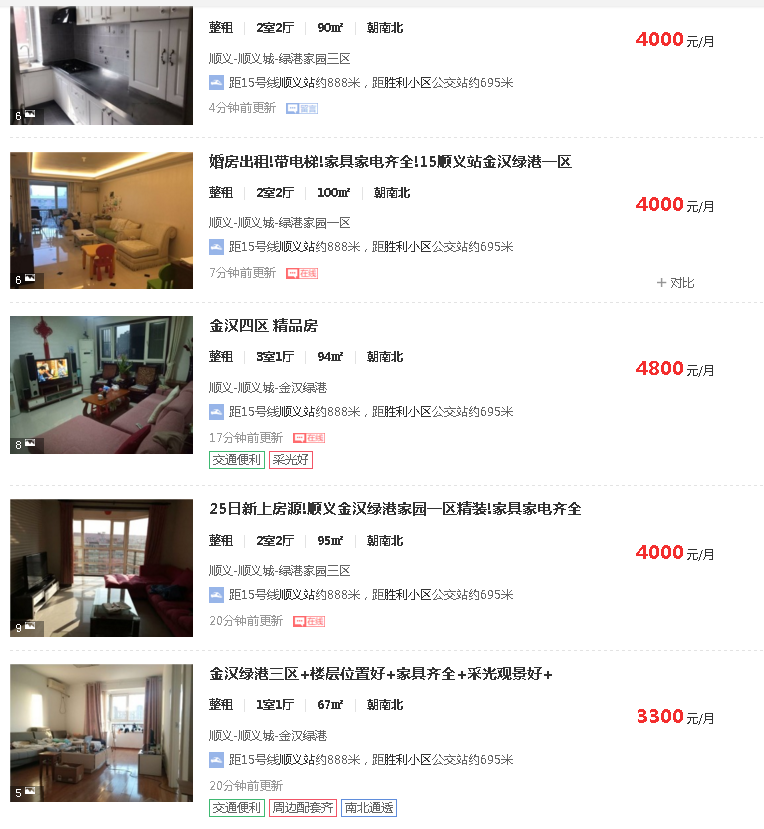 整租 2室2厅 90㎡ 朝南北
4000 元/月
顺义-顺义城-绿港家园三区
距15号线顺义站约888米，距胜利小区公交站约695米
4分钟前更新 留言
6
婚房出租!带电梯!家具家电齐全!15顺义站金汉绿港一区
整租 2室2厅 100㎡ 朝南北
4000 元/月
顺义-顺义城-绿港家园一区
距15号线顺义站约888米，距胜利小区公交站约695米
7分钟前更新 在线
6
+ 对比
金汉四区 精品房
整租 3室1厅 94㎡ 朝南北
4800 元/月
顺义-顺义城-金汉绿港
距15号线顺义站约888米，距胜利小区公交站约695米
17分钟前更新 在线
8
交通便利 采光好
25日新上房源!顺义金汉绿港家园一区精装!家具家电齐全
整租 2室2厅 95㎡ 朝南北
4000 元/月
顺义-顺义城-绿港家园三区
距15号线顺义站约888米，距胜利小区公交站约695米
20分钟前更新 在线
9
金汉绿港三区+楼层位置好+家具齐全+采光观景好+
整租 1室1厅 67㎡ 朝南北
3300 元/月
顺义-顺义城-金汉绿港
距15号线顺义站约888米，距胜利小区公交站约695米
20分钟前更新
5
交通便利 周边配套齐 南北通透